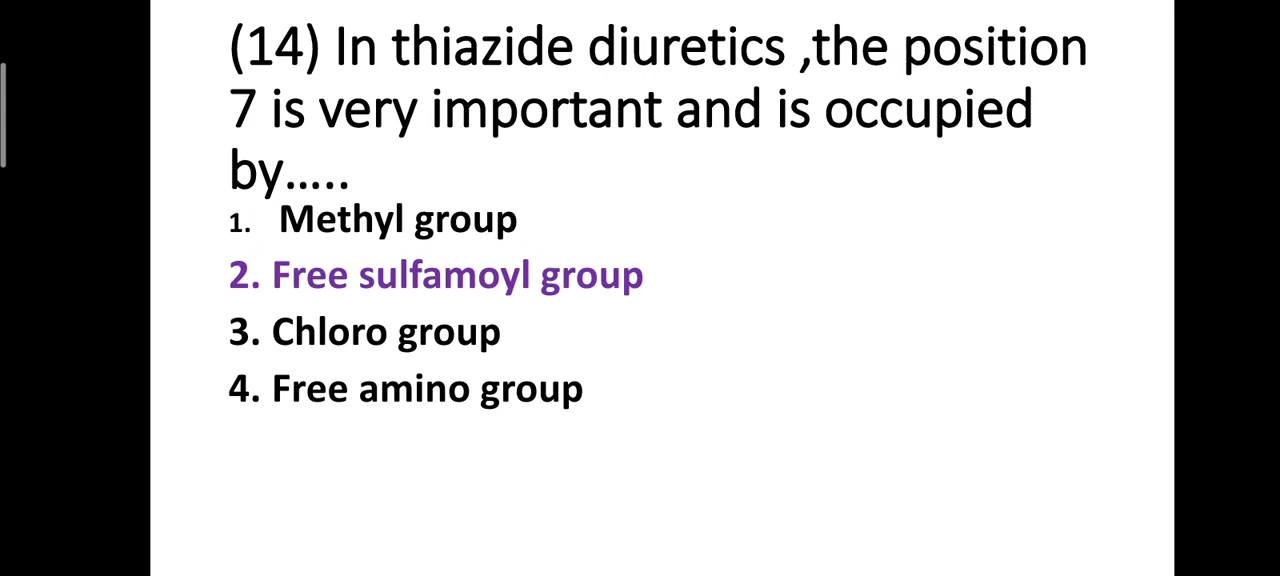 (14) In thiazide diuretics ,the position
7 is very important and is occupied
by.....
1. Methyl group
2. Free sulfamoyl group
3. Chloro group
4. Free amino group